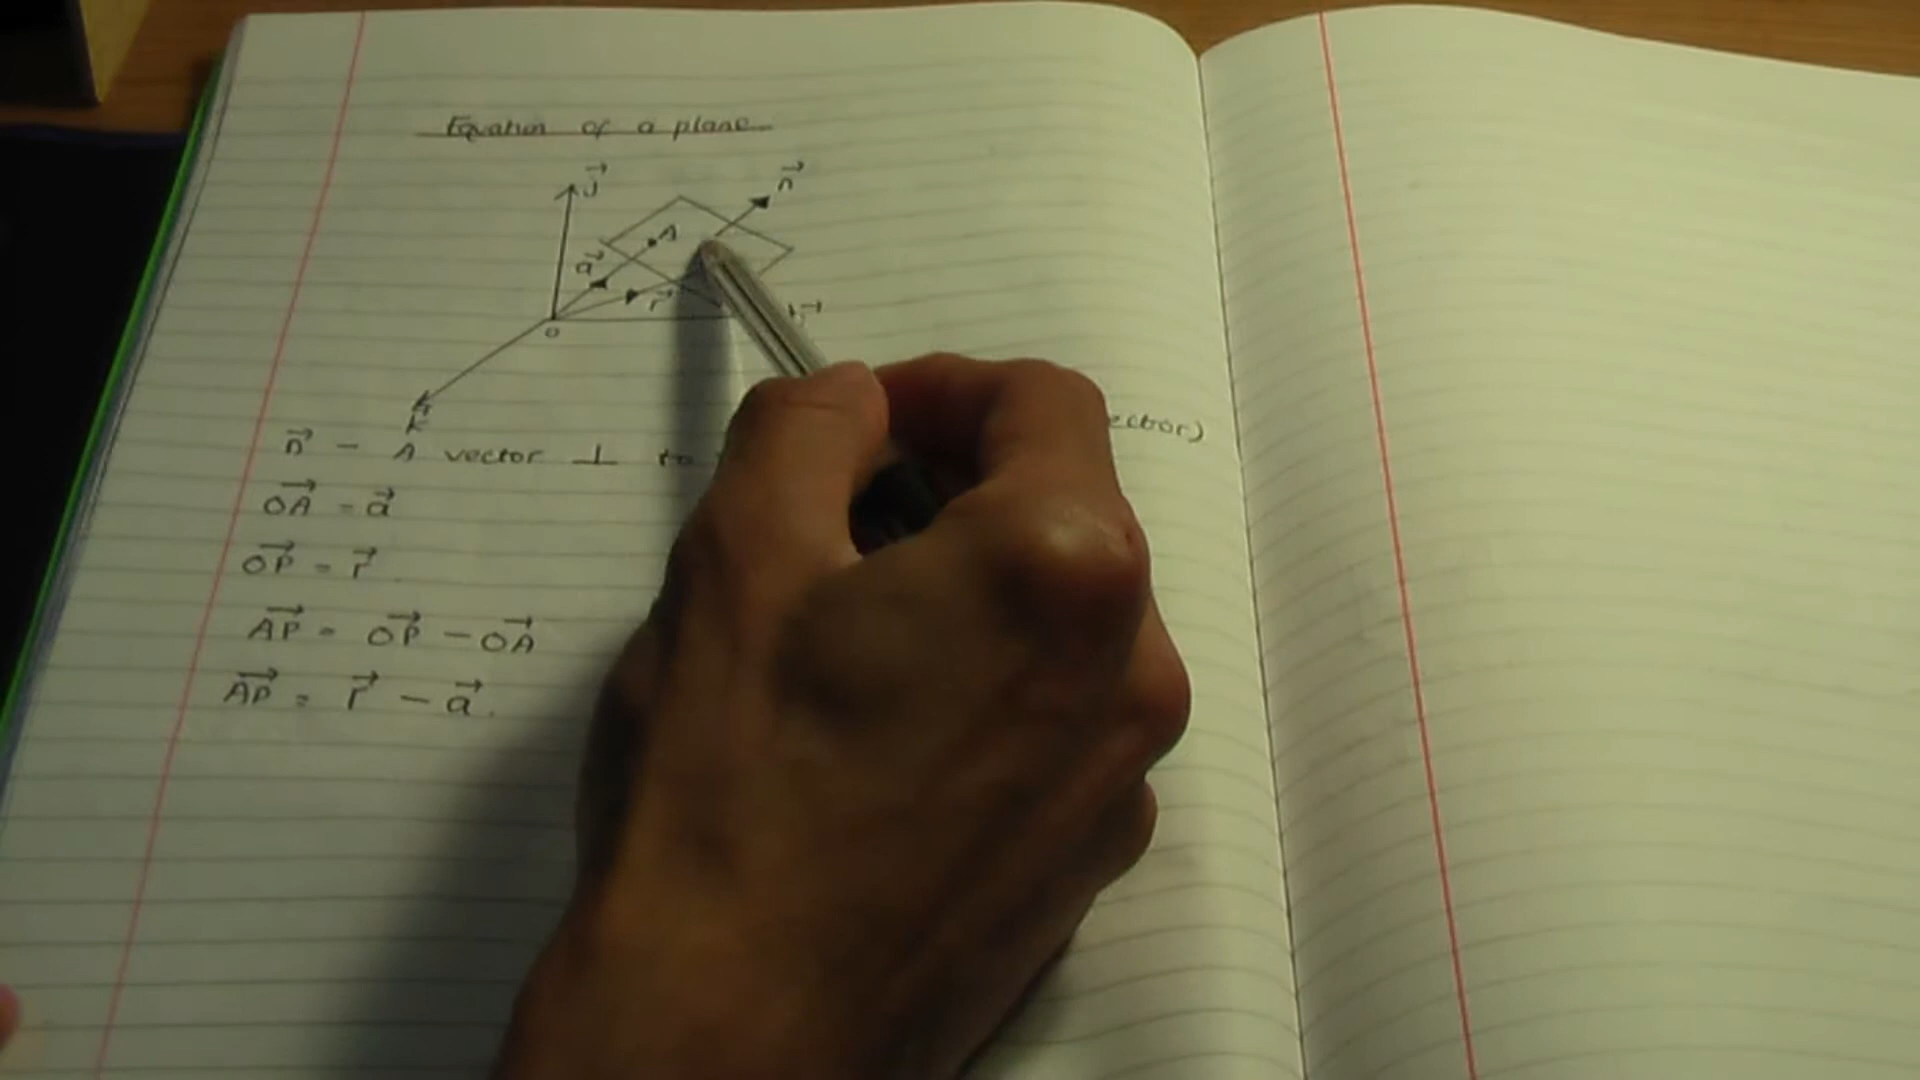 Equation of a plane
j⃗
n⃗
A
a⃗
r⃗
i⃗
o
k⃗
n⃗ - A vector ⊥ to ector)
OA⃗ = a⃗
OP⃗ = r⃗
AP⃗ = OP⃗ - OA⃗
AP⃗ = r⃗ - a⃗.